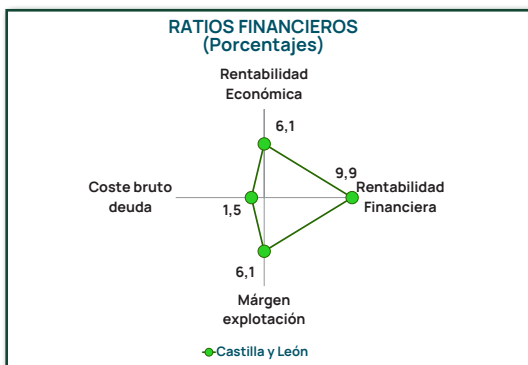 RATIOS FINANCIEROS
(Porcentajes)
Rentabilidad
Económica
6,1
9,9
Rentabilidad
Financiera
Coste bruto
deuda
1,5
6,1
Márgen
explotación
Castilla y León